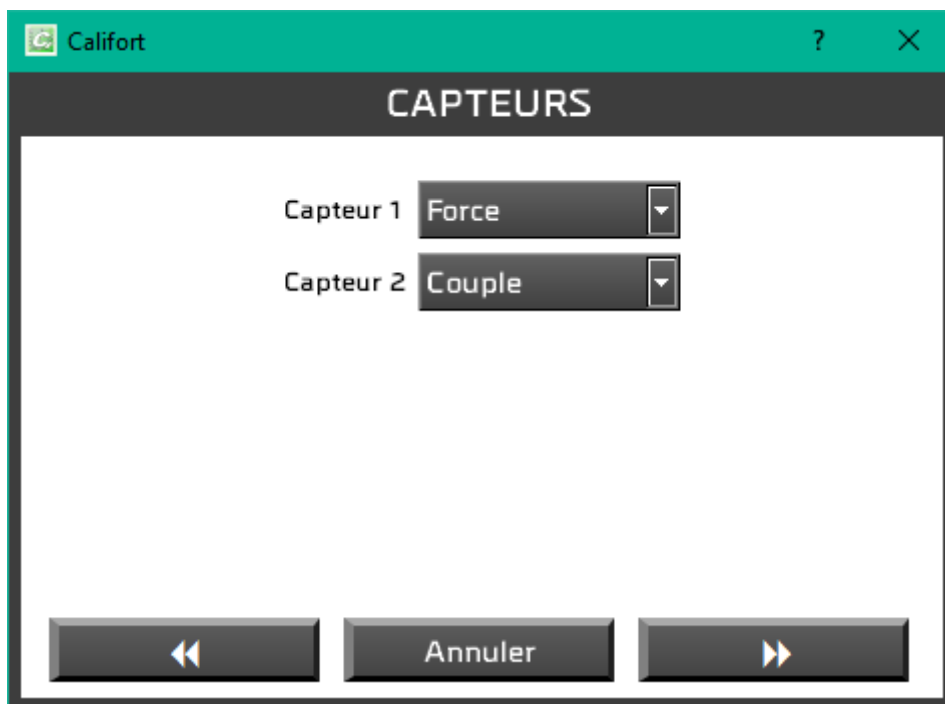 Califort
CAPTEURS
Capteur 1 Force
Capteur 2 Couple
Annuler